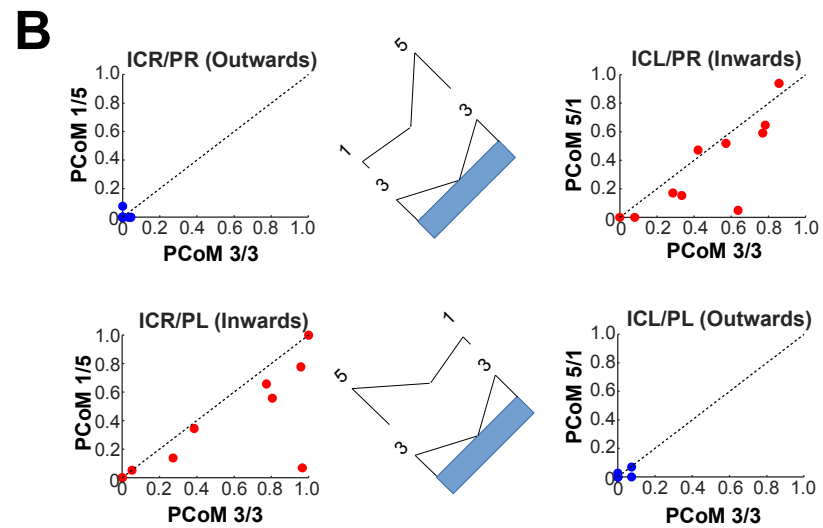 B
ICR/PR (Outwards)
1.0
0.8
0.6
0.4
0.2
0
0 0.2 0.4 0.6 0.8 1.0
PCoM 1/5
PCoM 3/3
5
3
1
3
ICL/PR (Inwards)
1.0
0.8
0.6
0.4
0.2
0
0 0.2 0.4 0.6 0.8 1.0
PCoM 5/1
PCoM 3/3
ICR/PL (Inwards)
1.0
0.8
0.6
0.4
0.2
0
0 0.2 0.4 0.6 0.8 1.0
PCoM 1/5
PCoM 3/3
1
3
5
3
ICL/PL (Outwards)
1.0
0.8
0.6
0.4
0.2
0
0 0.2 0.4 0.6 0.8 1.0
PCoM 5/1
PCoM 3/3